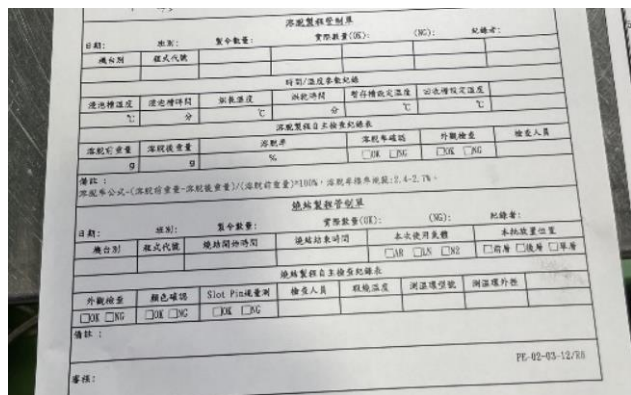 溶脫製程管制單
日期: 班別: 製令數量: 實際數量(OK): (NG): 紀錄者:
機台別 程式代號
時間/溫度參數紀錄
浸泡槽溫度 浸泡槽時間 烘乾溫度 烘乾時間 暫存槽設定溫度 回收槽設定溫度
℃ 分 ℃ 分 ℃ ℃
溶脫製程自主檢查紀錄表
溶脫前重量 溶脫後重量 溶脫率 溶脫率確認 外觀檢查 檢查人員
g g % □OK □NG □OK □NG
備註:
溶脫率公式=(溶脫前重量-溶脫後重量)/(溶脫前重量)*100%,溶脫率標準規範:2.4-2.7%。
燒結製程管制單
日期: 班別: 製令數量: 實際數量(OK): (NG): 紀錄者:
機台別 程式代號 燒結開始時間 燒結結束時間 本次使用氣體 本批放置位置
□AR □LN □N2 □前層 □後層 □單層
燒結製程自主檢查紀錄表
外觀檢查 顏色確認 Slot Pin規量測 檢查人員 溫度 測溫環型號 測溫環外徑
□OK □NG □OK □NG □OK □NG
備註:
PE-02-03-12/R6
審核: